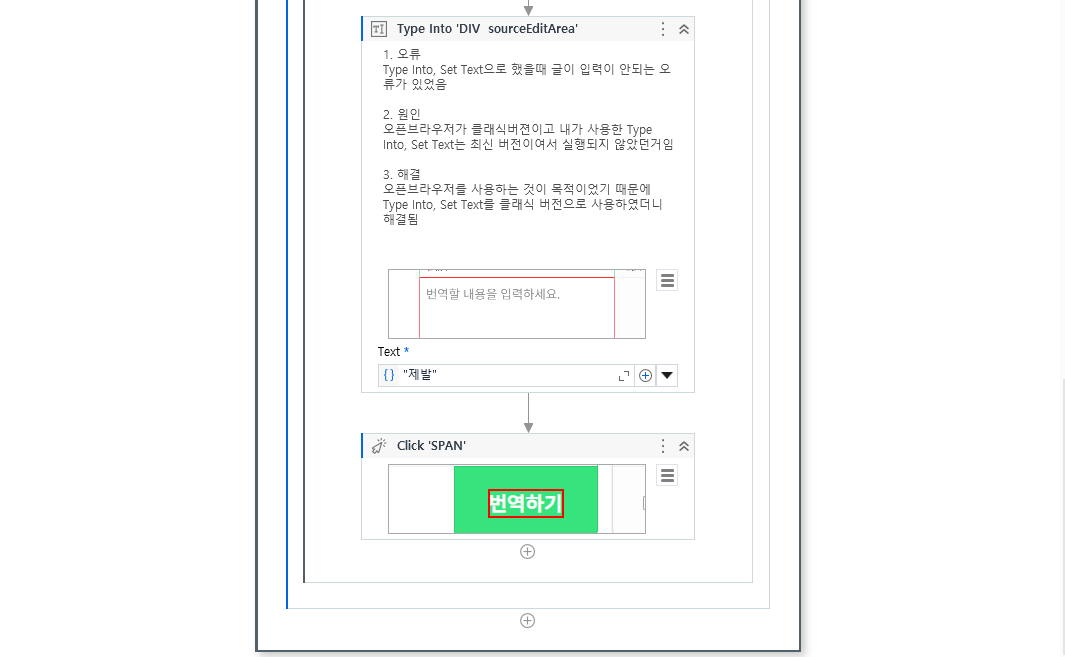 Type Into 'DIV  sourceEditArea'
1. 오류
Type Into, Set Text으로 했을때 글이 입력이 안되는 오
류가 있었음
2. 원인
오픈브라우저가 클래식버젼이고 내가 사용한 Type
Into, Set Text는 최신 버전이여서 실행되지 않았던거임
3. 해결
오픈브라우저를 사용하는 것이 목적이었기 때문에
Type Into, Set Text를 클래식 버전으로 사용하였더니
해결됨
번역할 내용을 입력하세요.
Text *
{} "제발"
Click 'SPAN'
번역하기